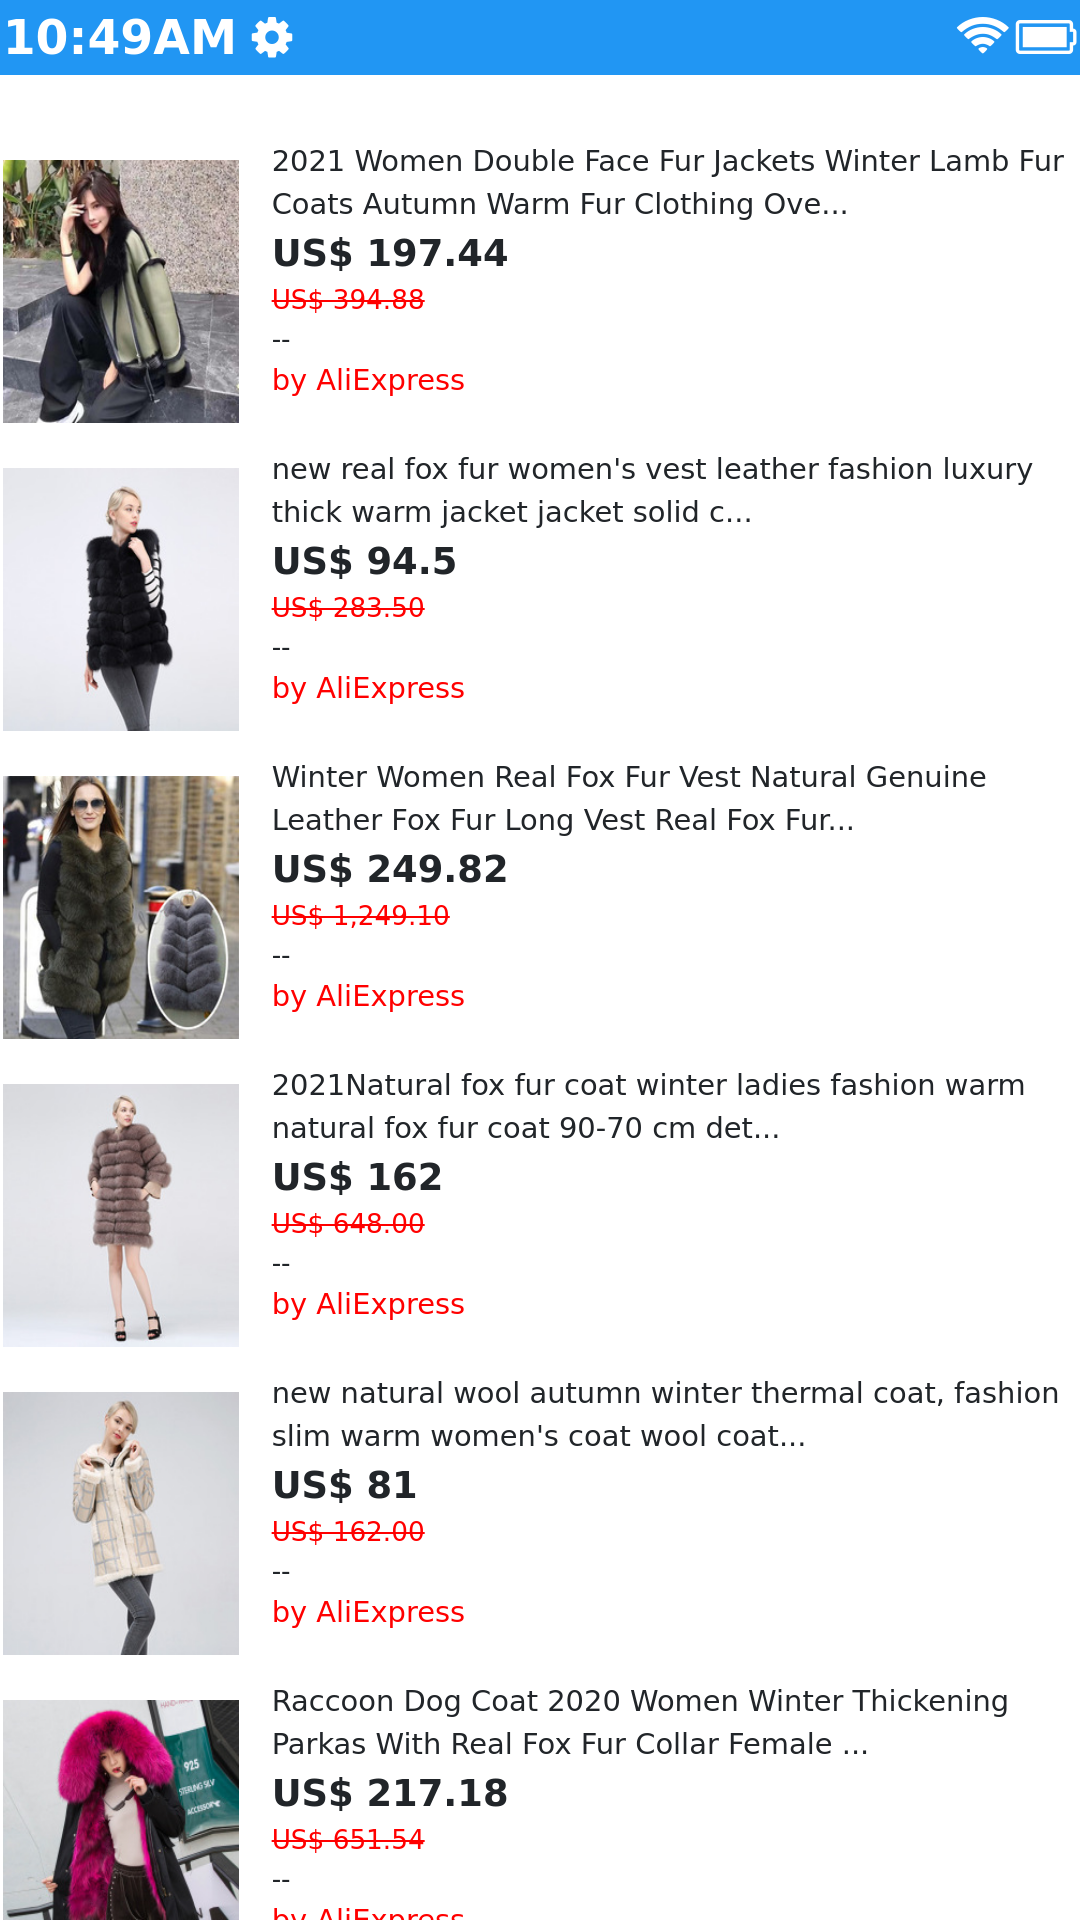 10:49AM
2021 Women Double Face Fur Jackets Winter Lamb Fur
Coats Autumn Warm Fur Clothing Ove...
US$ 197.44
US$ 394.88
--
by AliExpress
new real fox fur women's vest leather fashion luxury
thick warm jacket jacket solid c...
US$ 94.5
US$ 283.50
--
by AliExpress
Winter Women Real Fox Fur Vest Natural Genuine
Leather Fox Fur Long Vest Real Fox Fur...
US$ 249.82
US$ 1,249.10
--
by AliExpress
2021Natural fox fur coat winter ladies fashion warm
natural fox fur coat 90-70 cm det...
US$ 162
US$ 648.00
--
by AliExpress
new natural wool autumn winter thermal coat, fashion
slim warm women's coat wool coat...
US$ 81
US$ 162.00
--
by AliExpress
925
STERLING SILV
ACCESSORY
Raccoon Dog Coat 2020 Women Winter Thickening
Parkas With Real Fox Fur Collar Female ...
US$ 217.18
US$ 651.54
--
by AliExpress